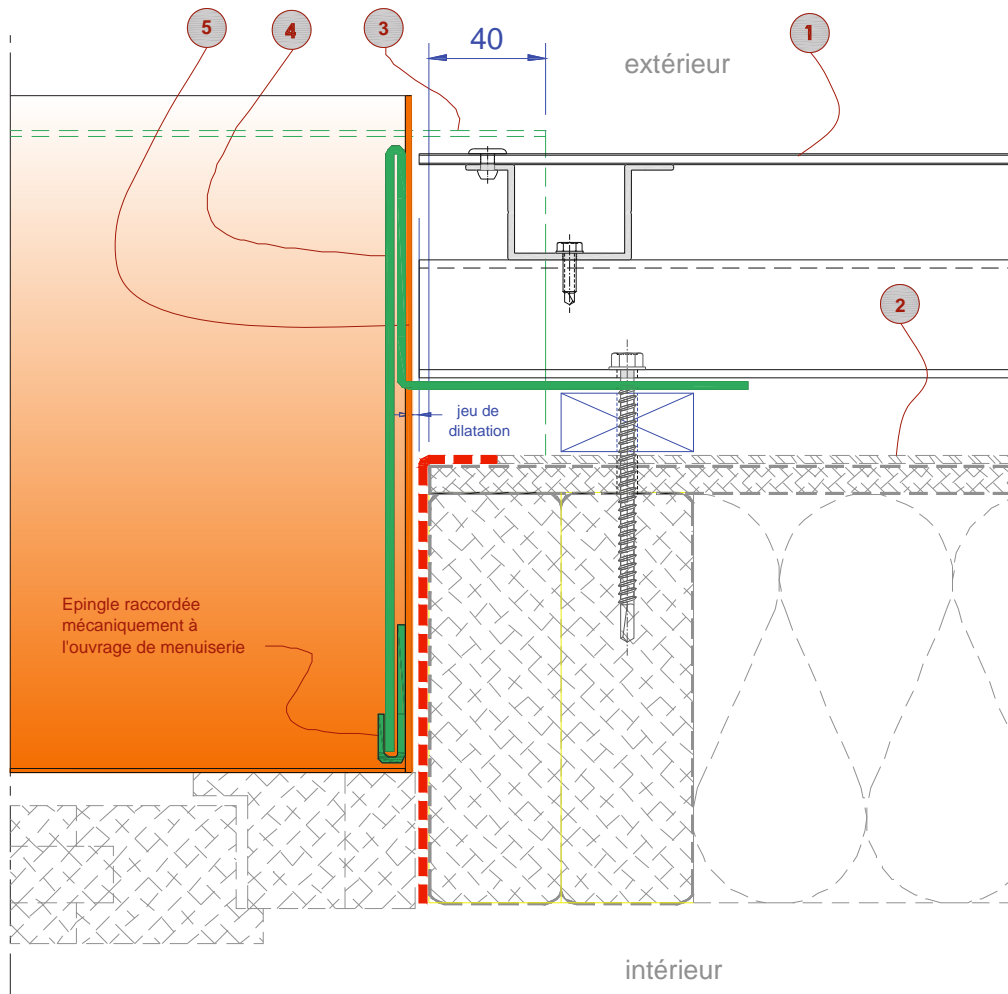 5
4
3
40
1
extérieur
2
jeu de
dilatation
Epingle raccordée
mécaniquement à
l'ouvrage de menuiserie
intérieur